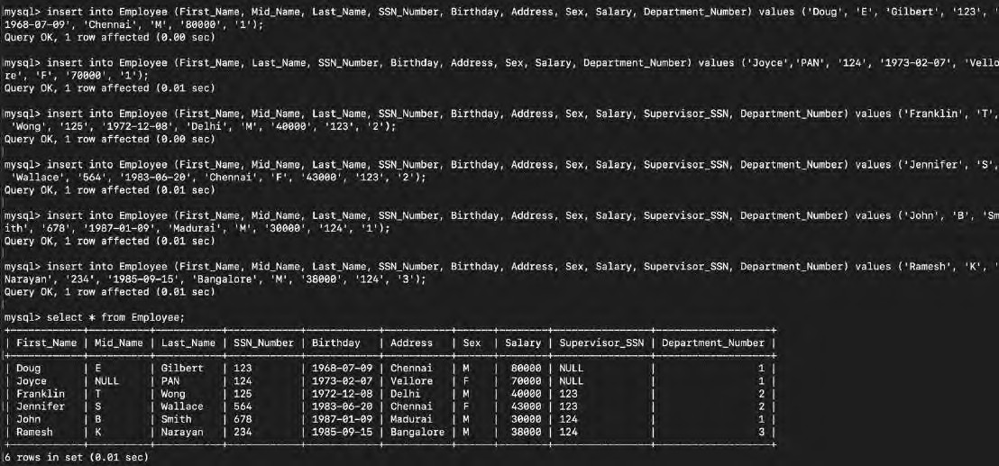 mysql> insert into Employee (First_Name, Mid_Name, Last_Name, SSN_Number, Birthday, Address, Sex, Salary, Department_Number) values ('Doug', 'E', 'Gilbert', '123', '
1968-07-09', 'Chennai', 'M', '80000', '1');
Query OK, 1 row affected (0.00 sec)
mysql> insert into Employee (First_Name, Last_Name, SSN_Number, Birthday, Address, Sex, Salary, Department_Number) values ('Joyce','PAN', '124', '1973-02-07', 'Vello
re', 'F', '70000', '1');
Query OK, 1 row affected (0.01 sec)
mysql> insert into Employee (First_Name, Mid_Name, Last_Name, SSN_Number, Birthday, Address, Sex, Salary, Supervisor_SSN, Department_Number) values ('Franklin', 'T',
'Wong', '125', '1972-12-08', 'Delhi', 'M', '40000', '123', '2');
Query OK, 1 row affected (0.00 sec)
mysql> insert into Employee (First_Name, Mid_Name, Last_Name, SSN_Number, Birthday, Address, Sex, Salary, Supervisor_SSN, Department_Number) values ('Jennifer', 'S',
'Wallace', '564', '1983-06-20', 'Chennai', 'F', '43000', '123', '2');
Query OK, 1 row affected (0.01 sec)
mysql> insert into Employee (First_Name, Mid_Name, Last_Name, SSN_Number, Birthday, Address, Sex, Salary, Supervisor_SSN, Department_Number) values ('John', 'B', 'Sm
ith', '678', '1987-01-09', 'Madurai', 'M', '30000', '124', '1');
Query OK, 1 row affected (0.01 sec)
mysql> insert into Employee (First_Name, Mid_Name, Last_Name, SSN_Number, Birthday, Address, Sex, Salary, Supervisor_SSN, Department_Number) values ('Ramesh', 'K', '
Narayan', '234', '1985-09-15', 'Bangalore', 'M', '38000', '124', '3');
Query OK, 1 row affected (0.01 sec)
mysql> select * from Employee;
| First_Name | Mid_Name | Last_Name | SSN_Number | Birthday | Address | Sex | Salary | Supervisor_SSN | Department_Number |
| Doug | E | Gilbert | 123 | 1968-07-09 | Chennai | M | 80000 | NULL | 1 |
| Joyce | NULL | PAN | 124 | 1973-02-07 | Vellore | F | 70000 | NULL | 1 |
| Franklin | T | Wong | 125 | 1972-12-08 | Delhi | M | 40000 | 123 | 2 |
| Jennifer | S | Wallace | 564 | 1983-06-20 | Chennai | F | 43000 | 123 | 2 |
| John | B | Smith | 678 | 1987-01-09 | Madurai | M | 30000 | 124 | 1 |
| Ramesh | K | Narayan | 234 | 1985-09-15 | Bangalore | M | 38000 | 124 | 3 |
6 rows in set (0.01 sec)